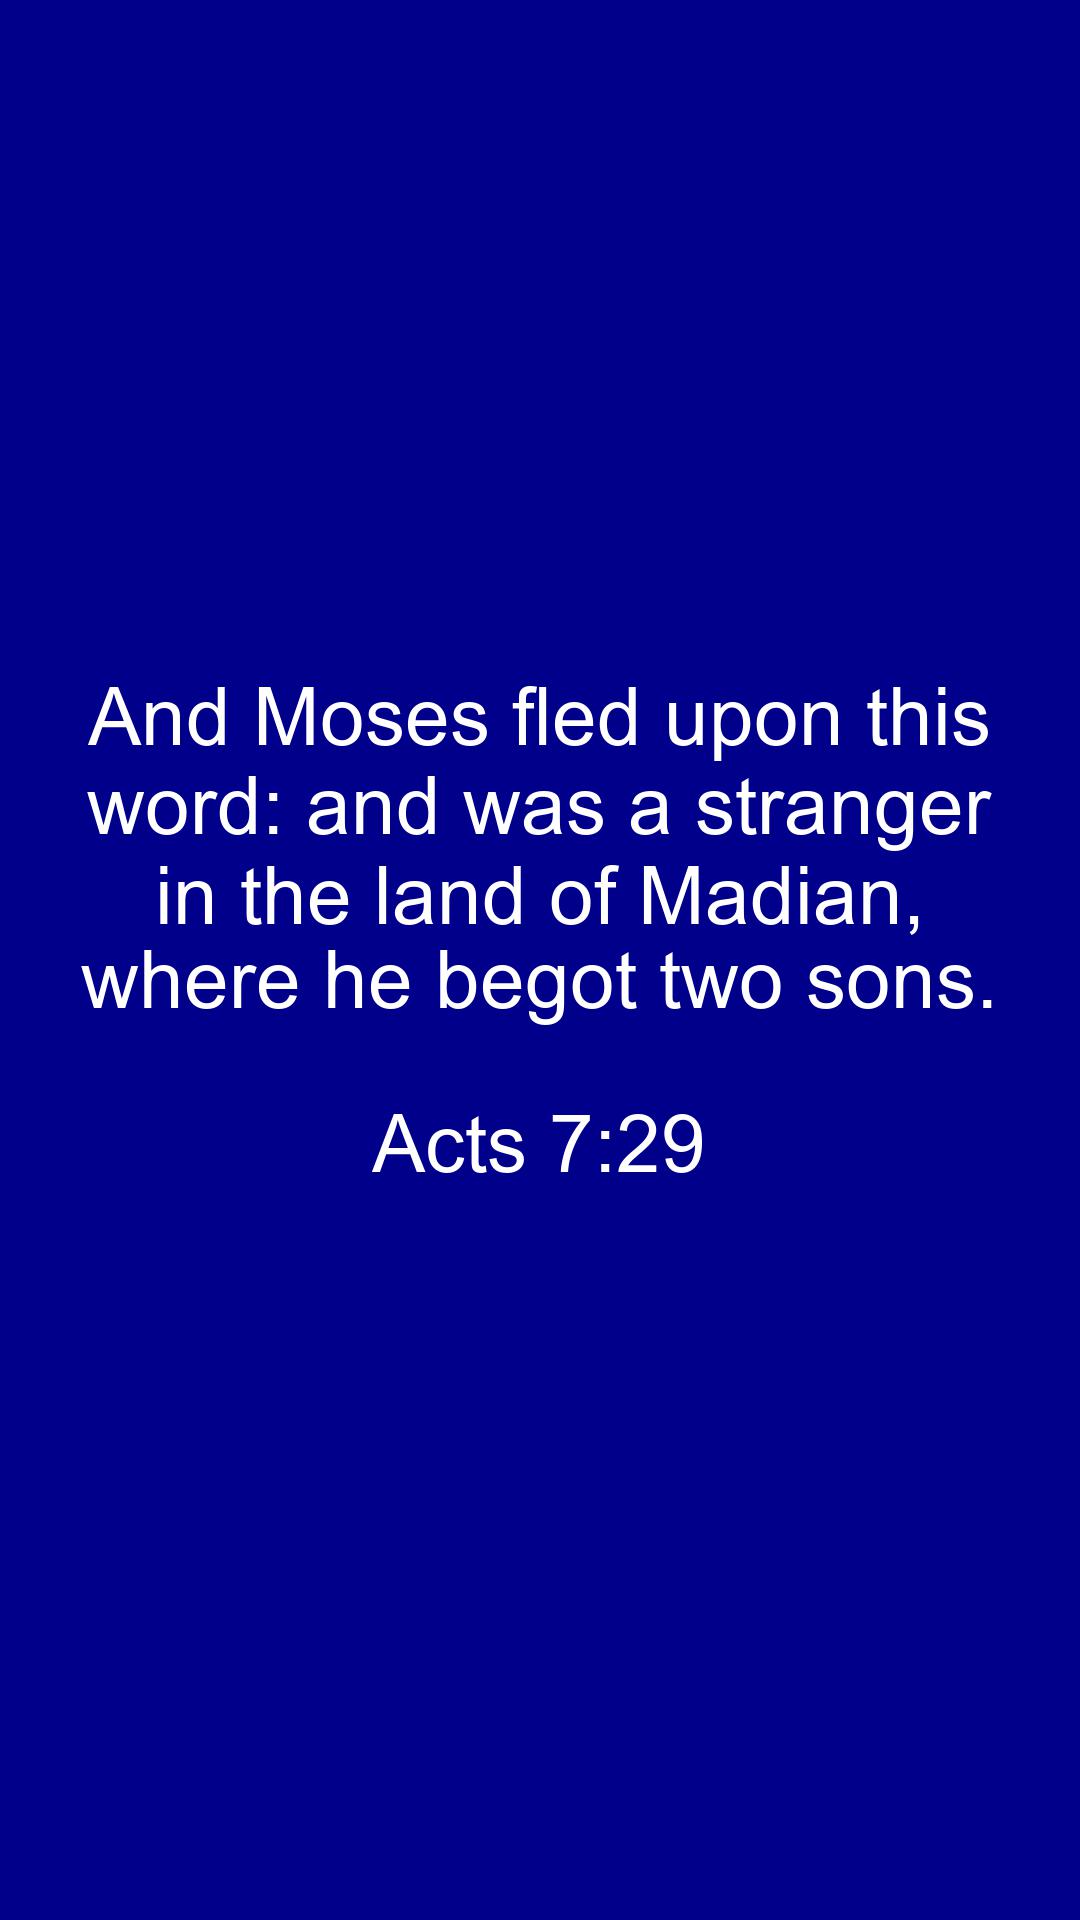 And Moses fled upon this
word: and was a stranger
in the land of Madian,
where he begot two sons.
Acts 7:29